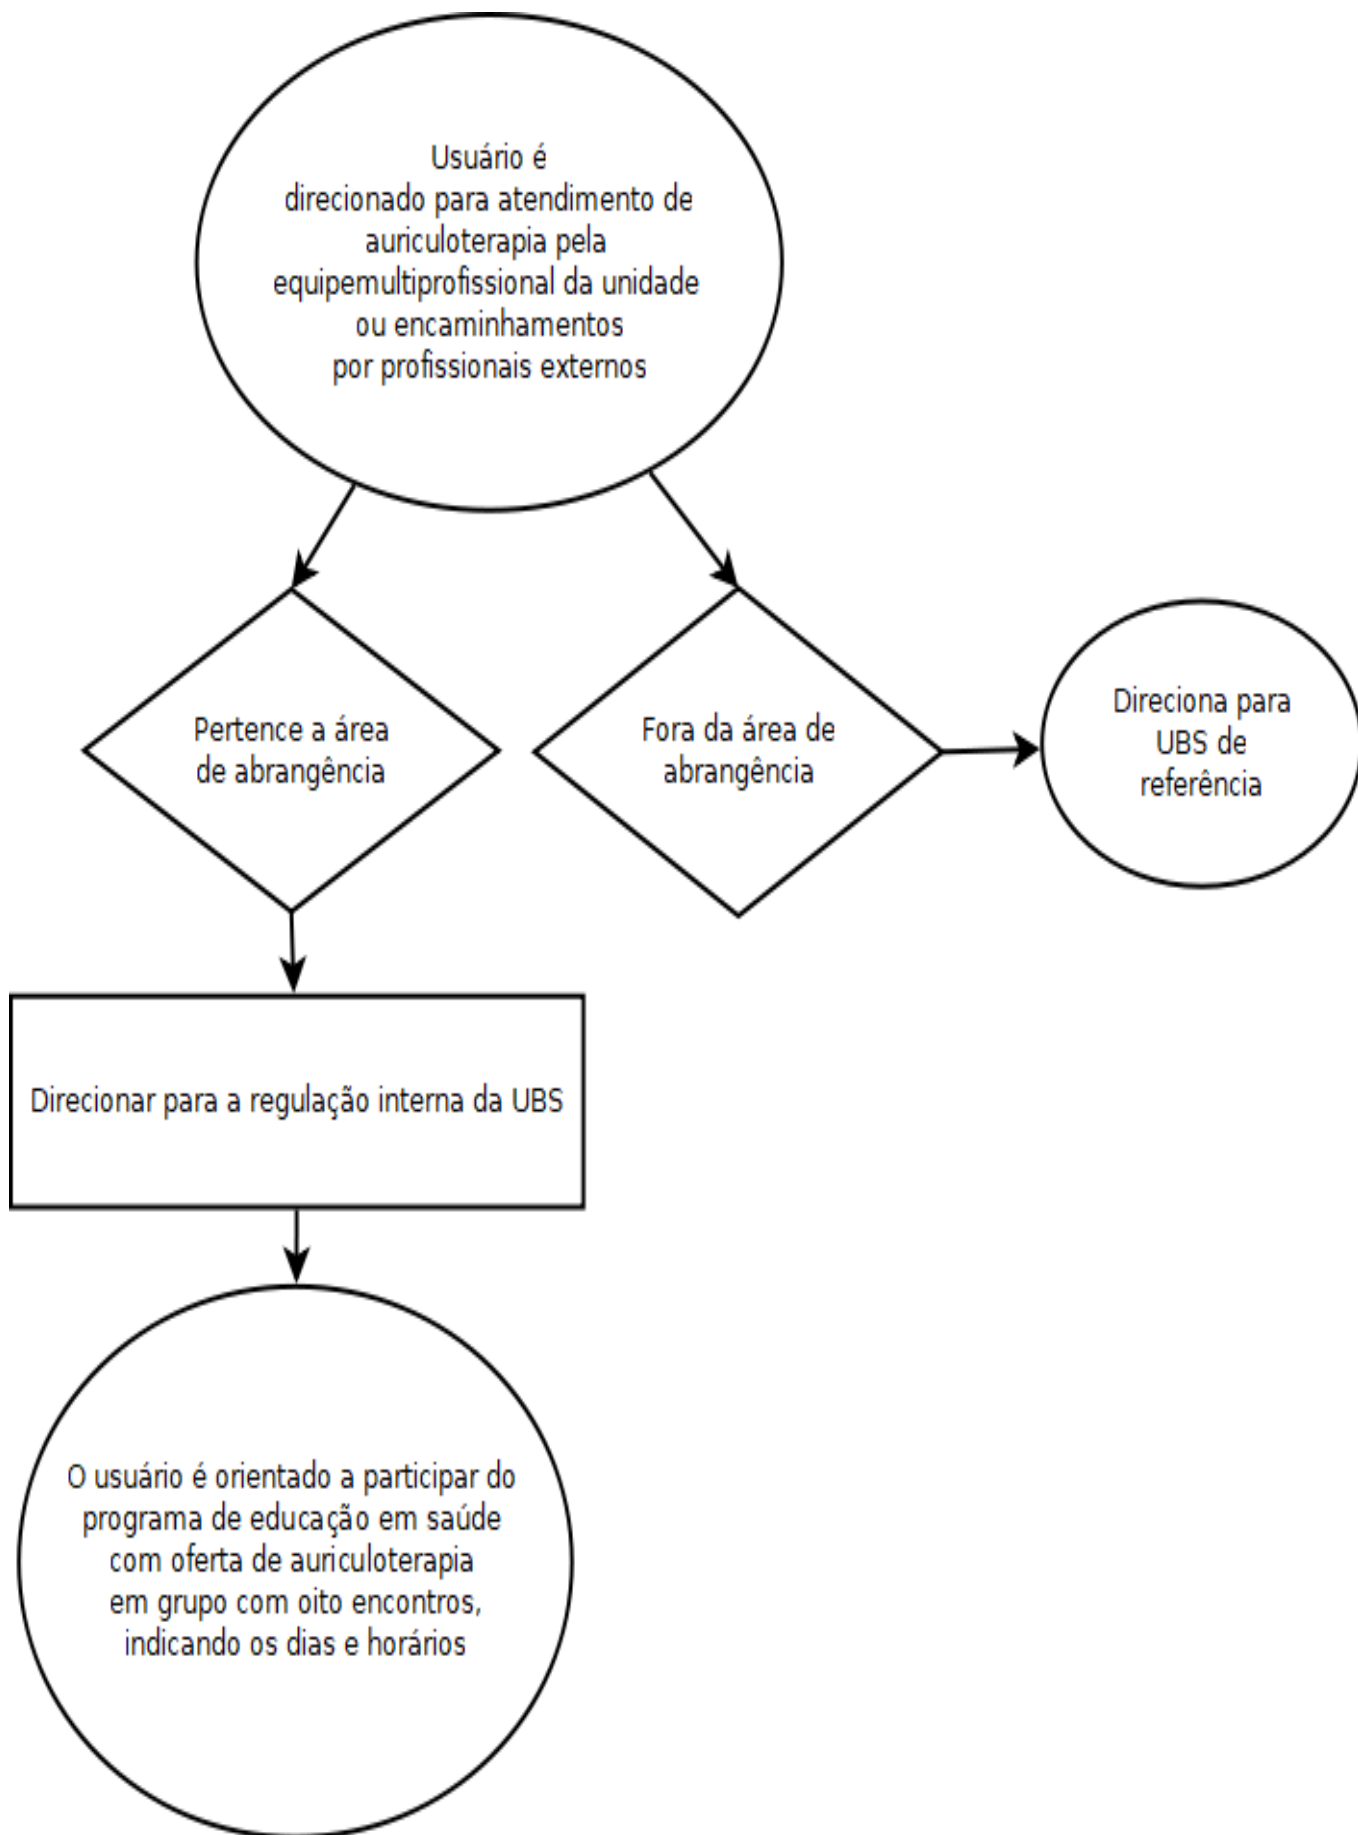 Usuário é
direcionado para atendimento de
auriculoterapia pela
equipemultiprofissional da unidade
ou encaminhamentos
por profissionais externos
Pertence a área
de abrangência
Fora da área de
abrangência
Direciona para
UBS de
referência
Direcionar para a regulação interna da UBS
O usuário é orientado a participar do
programa de educação em saúde
com oferta de auriculoterapia
em grupo com oito encontros,
indicando os dias e horários